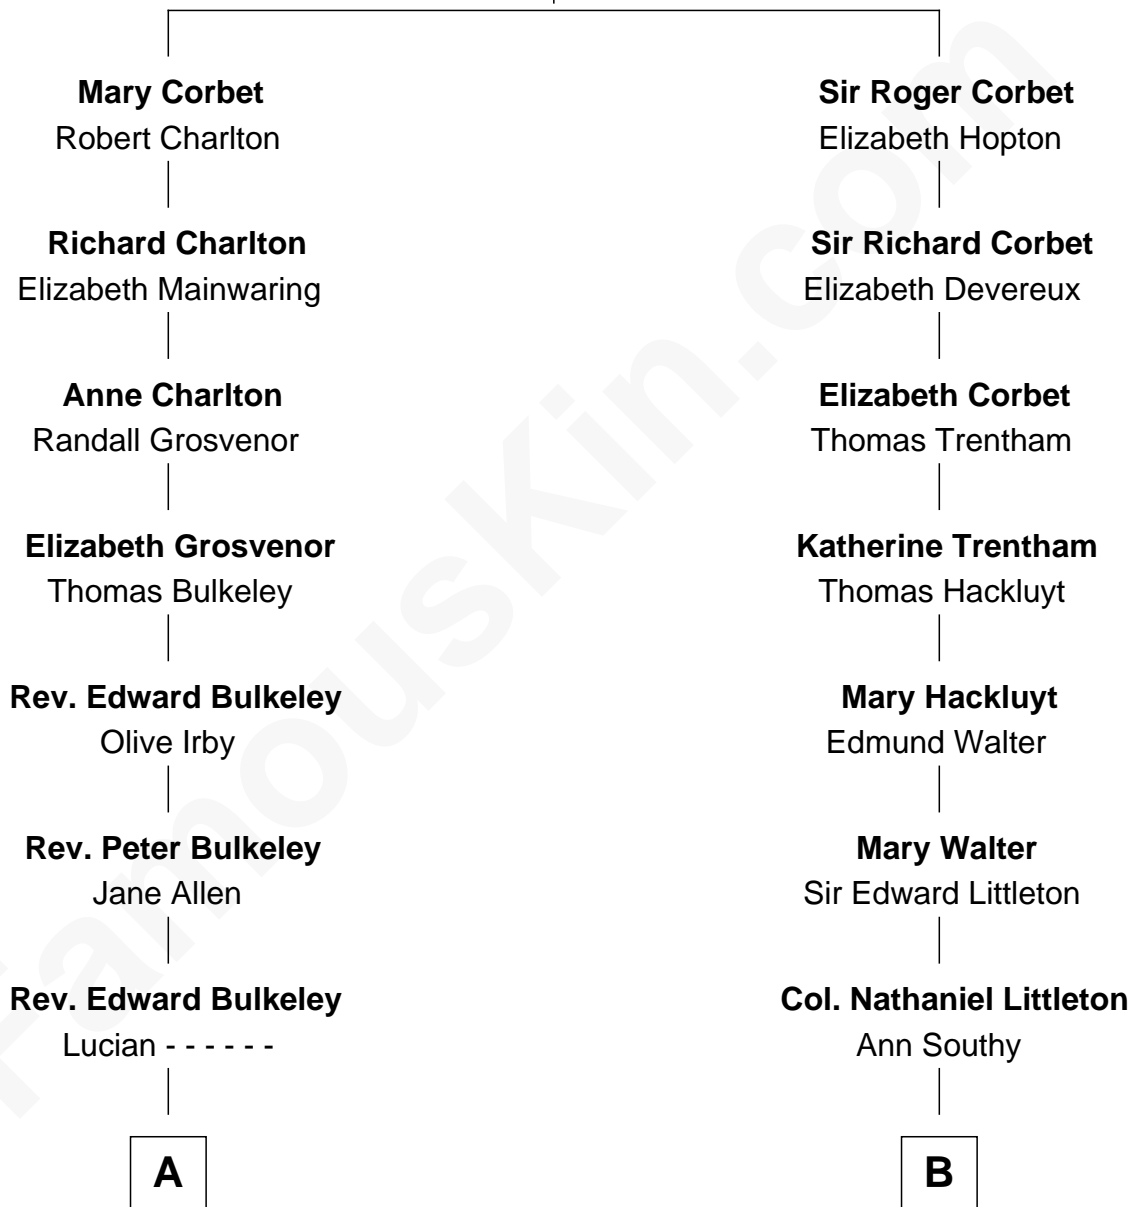 Mary Corbet
Robert Charlton
Richard Charlton
Elizabeth Mainwaring
Anne Charlton
Randall Grosvenor
Elizabeth Grosvenor
Thomas Bulkeley
Rev. Edward Bulkeley
Olive Irby
Rev. Peter Bulkeley
Jane Allen
Rev. Edward Bulkeley
Lucian - - - - - -
A
Sir Roger Corbet
Elizabeth Hopton
Sir Richard Corbet
Elizabeth Devereux
Elizabeth Corbet
Thomas Trentham
Katherine Trentham
Thomas Hackluyt
Mary Hackluyt
Edmund Walter
Mary Walter
Sir Edward Littleton
Col. Nathaniel Littleton
Ann Southy
B
FamousKin.com